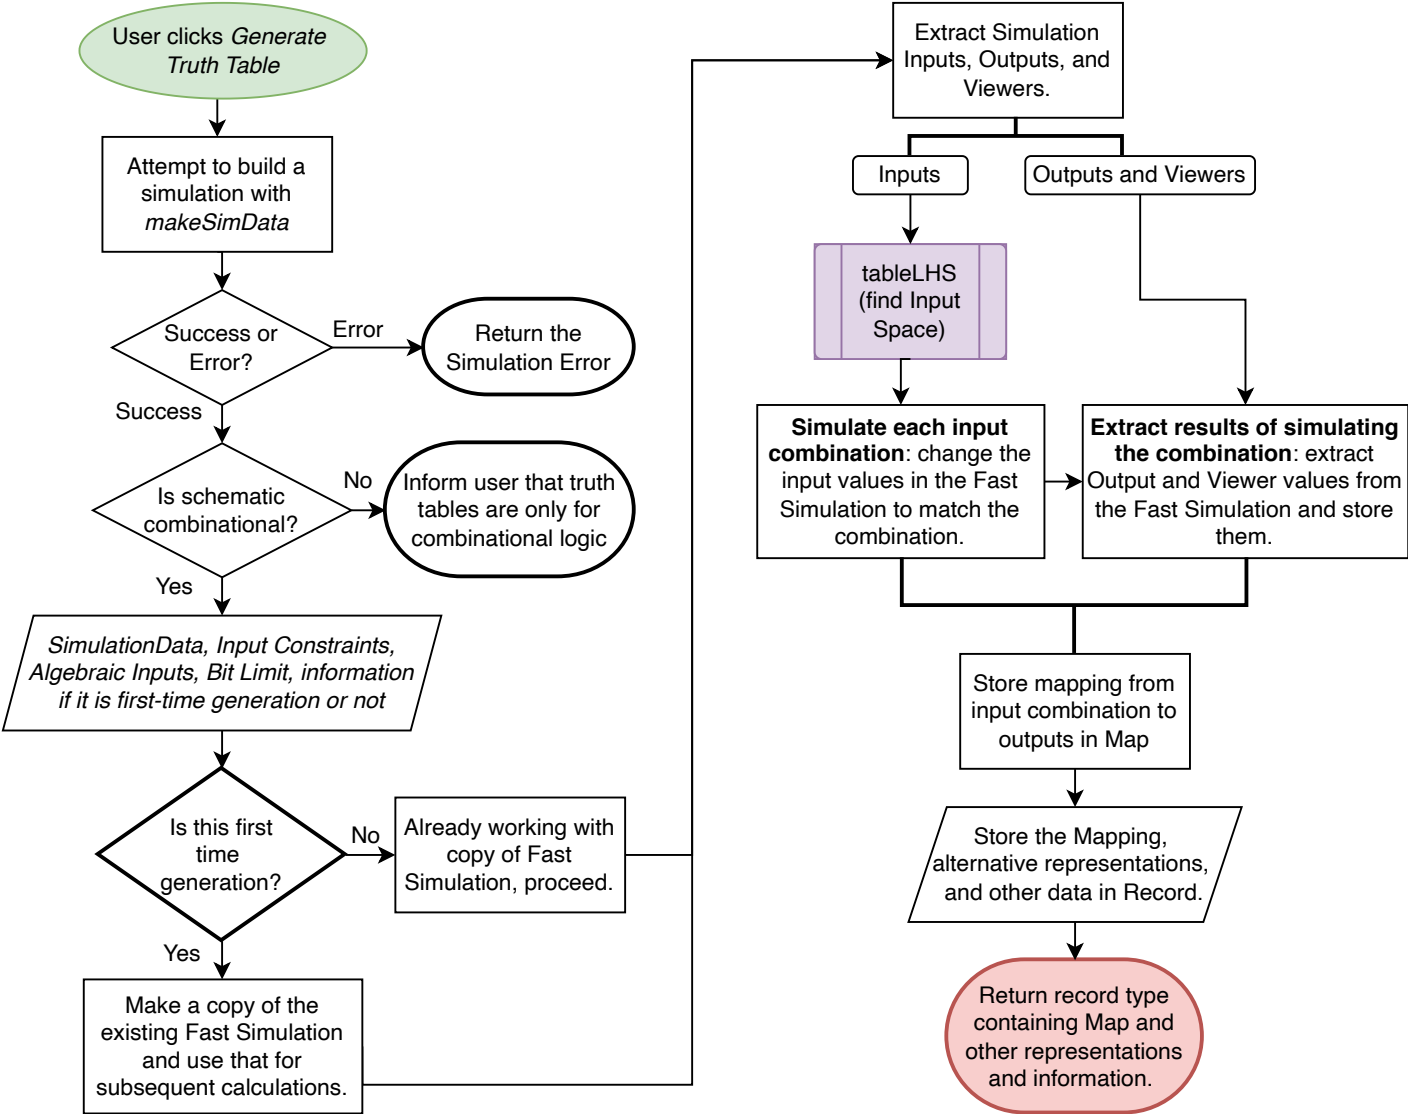 User clicks Generate
Truth Table
Attempt to build a
simulation with
makeSimData
Success or
Error?
Error
Return the
Simulation Error
Success
Is schematic
combinational?
No
Inform user that truth
tables are only for
combinational logic
Yes
SimulationData, Input Constraints,
Algebraic Inputs, Bit Limit, information
if it is first-time generation or not
Is this first
time
generation?
No
Already working with
copy of Fast
Simulation, proceed.
Yes
Make a copy of the
existing Fast Simulation
and use that for
subsequent calculations.
Extract Simulation
Inputs, Outputs, and
Viewers.
Inputs
Outputs and Viewers
tableLHS
(find Input
Space)
Simulate each input
combination: change the
input values in the Fast
Simulation to match the
combination.
Extract results of simulating
the combination: extract
Output and Viewer values from
the Fast Simulation and store
them.
Store mapping from
input combination to
outputs in Map
Store the Mapping,
alternative representations,
and other data in Record.
Return record type
containing Map and
other representations
and information.